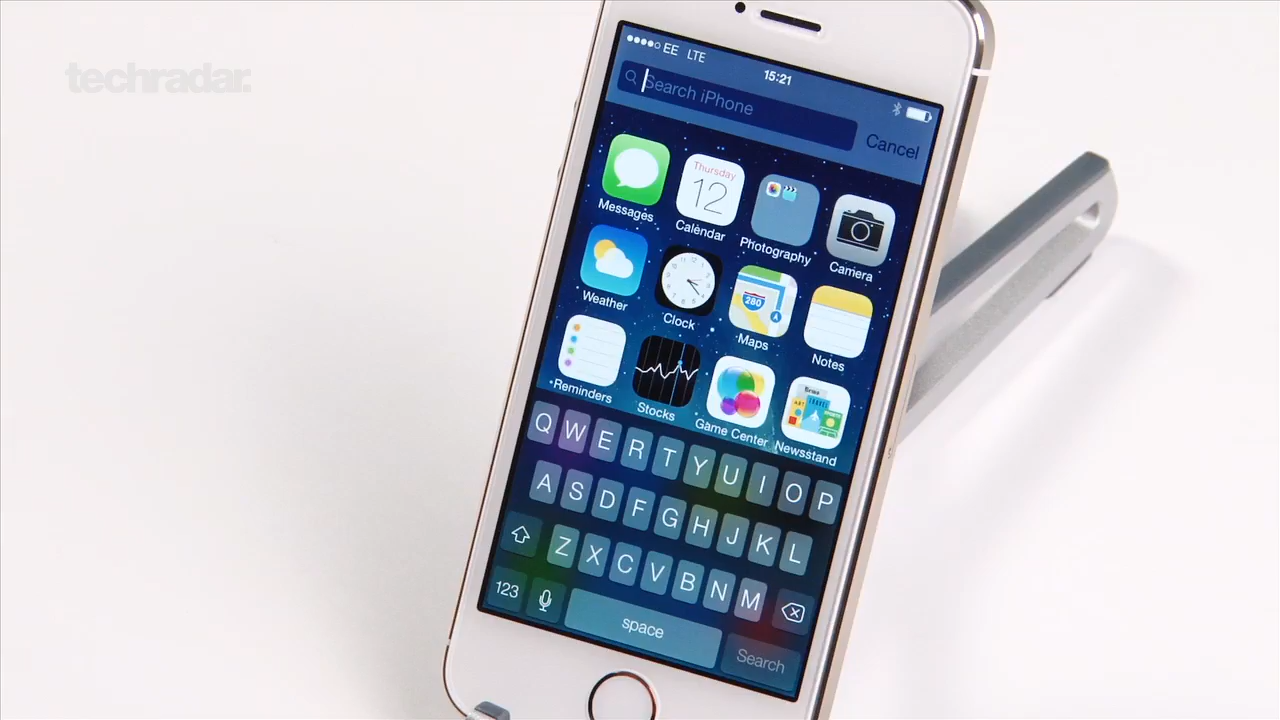 techradar.
EE LTE
15:21
Search iPhone
Cancel
Thursday
12
Messages
Calendar
Photography
Camera
280
Weather
Clock
Maps
Notes
Reminders
Stocks
Game Center
Newsstand
Q W E R T Y U I O P
A S D F G H J K L
Z X C V B N M
123
space
Search